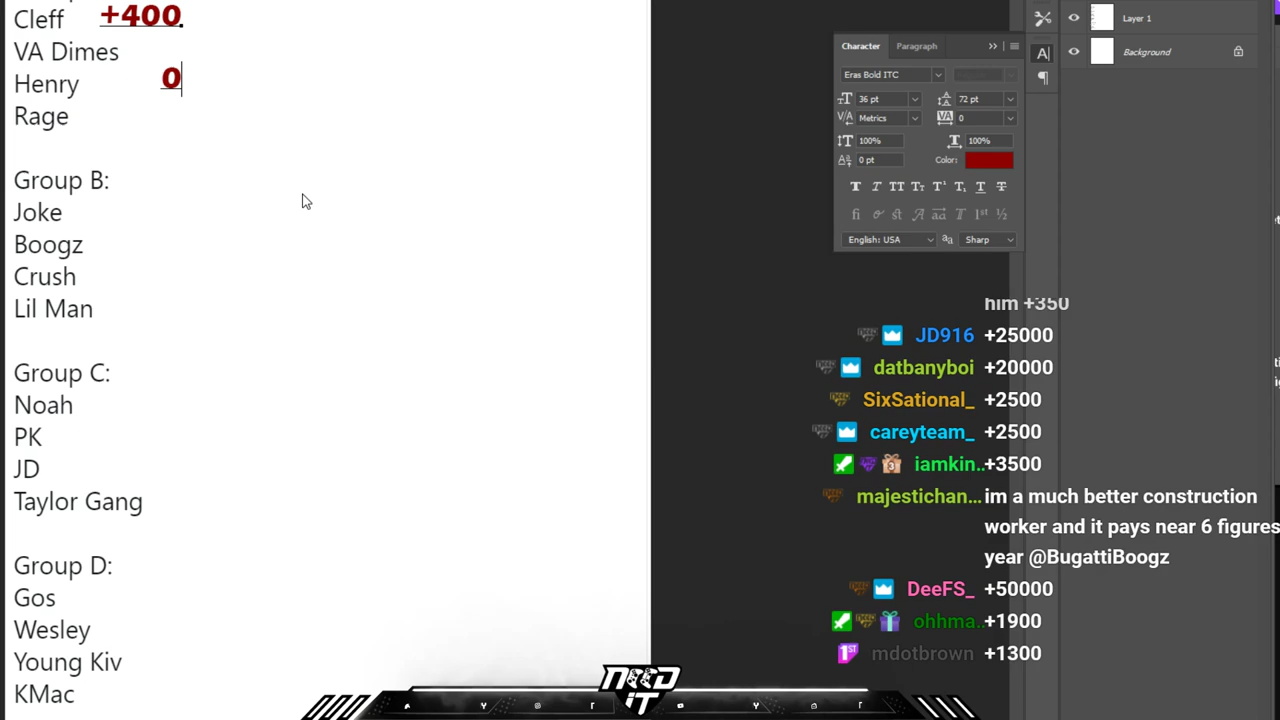 Cleff +400
VA Dimes
Henry 0
Rage
Group B:
Joke
Boogz
Crush
Lil Man
Group C:
Noah
PK
JD
Taylor Gang
Group D:
Gos
Wesley
Young Kiv
KMac
Layer 1
Background
Character Paragraph
Eras Bold ITC
36 pt 72 pt
Metrics 0
100% 100%
0 pt Color:
English: USA Sharp
him +350
JD916 +25000
datbanyboi +20000
SixSational_ +2500
careyteam_ +2500
iamkin.. +3500
majestichan... im a much better construction
worker and it pays near 6 figures
year @BugattiBoogz
DeeFS_ +50000
ohhma.. +1900
1ST mdotbrown +1300
NEED
IT